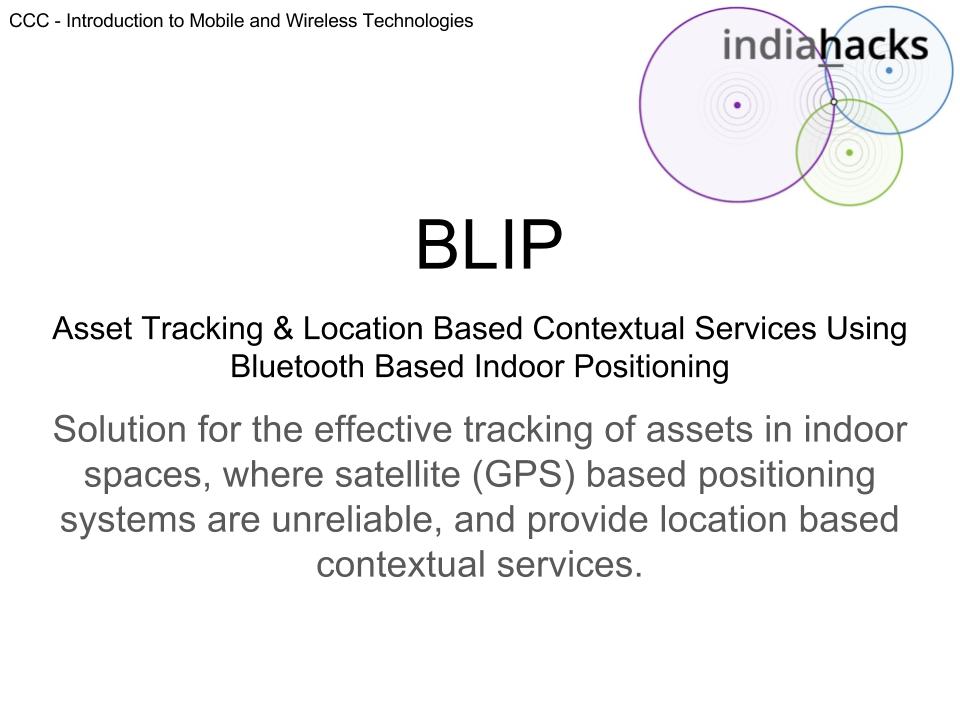 CCC - Introduction to Mobile and Wireless Technologies
indiahacks
BLIP
Asset Tracking & Location Based Contextual Services Using
Bluetooth Based Indoor Positioning
Solution for the effective tracking of assets in indoor
spaces, where satellite (GPS) based positioning
systems are unreliable, and provide location based
contextual services.